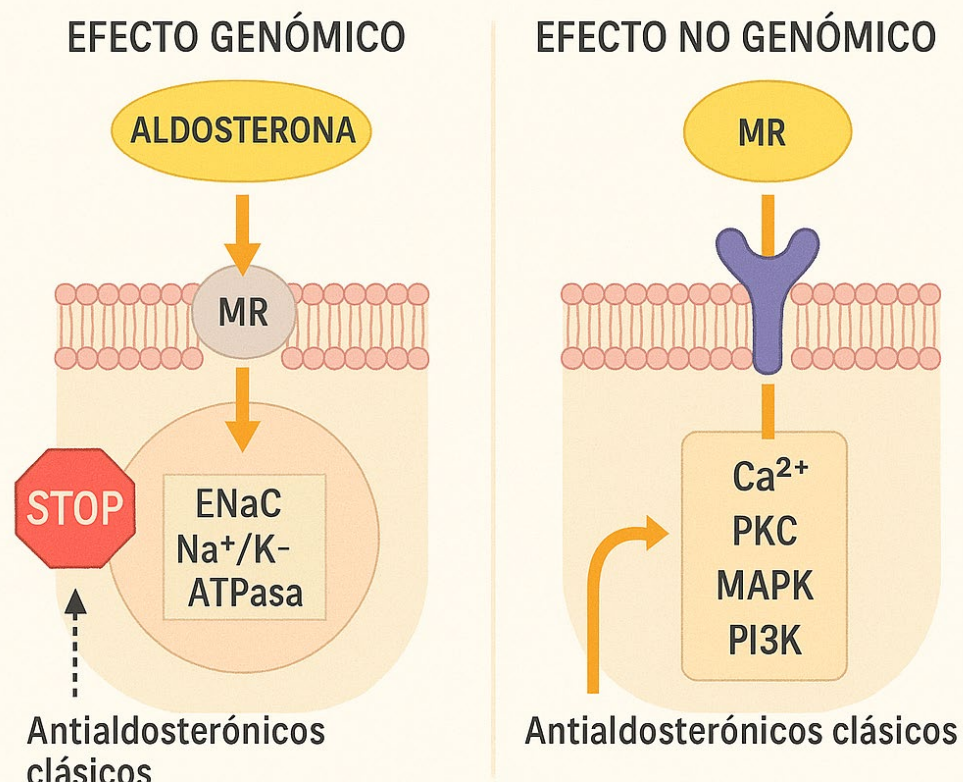 EFECTO GENÓMICO
ALDOSTERONA
MR
STOP
ENaC
Na⁺/K-
ATPasa
Antialdosterónicos
clásicos
EFECTO NO GENÓMICO
MR
Ca²⁺
PKC
MAPK
PI3K
Antialdosterónicos clásicos